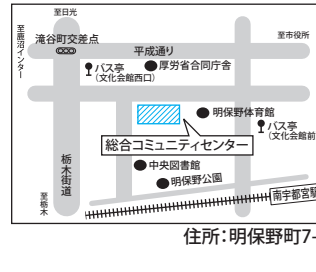 至日光
至鹿沼インター
滝谷町交差点
平成通り
至市役所
バス亭
(文化会館西口)
厚労省合同庁舎
明保野体育館
バス亭
(文化会館前
総合コミュニティセンター
栃木街道
中央図書館
明保野公園
至栃木
南宇都宮駅
住所:明保野町7-